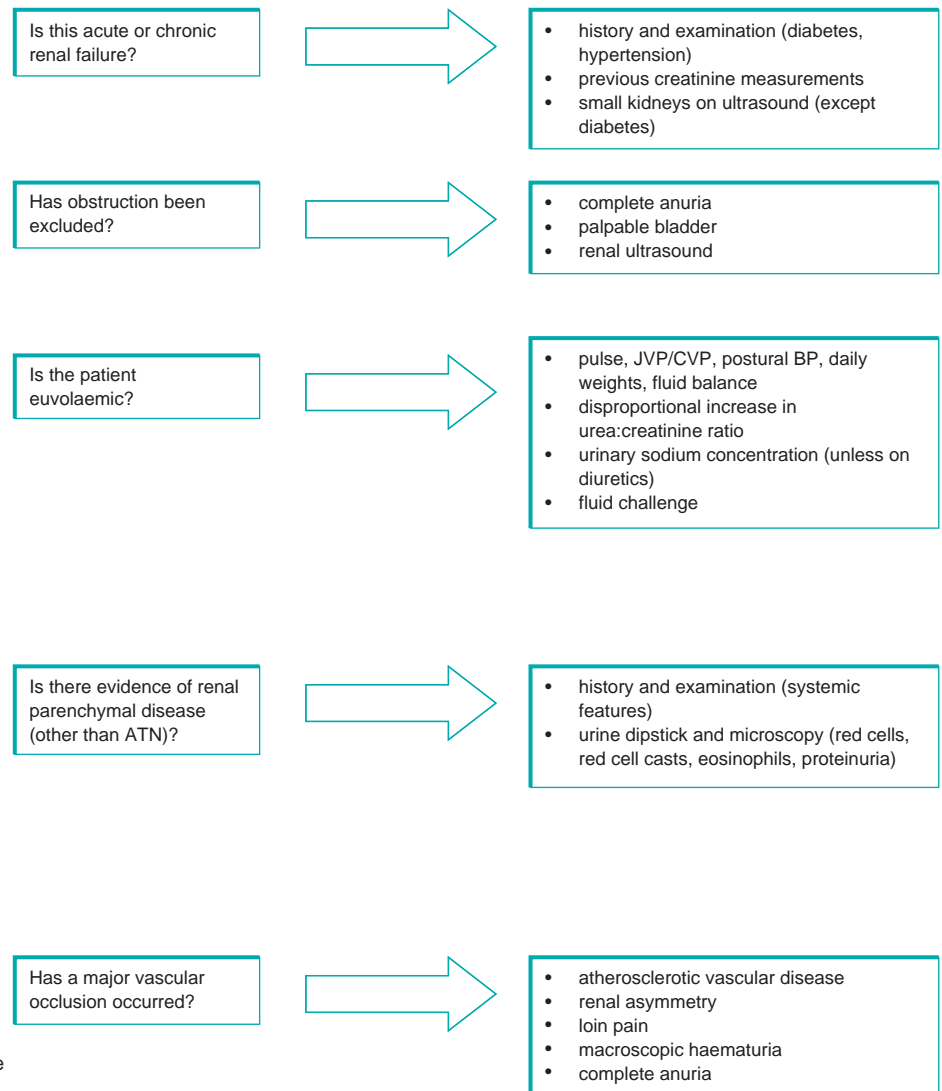 Is this acute or chronic
renal failure?
• history and examination (diabetes,
hypertension)
• previous creatinine measurements
• small kidneys on ultrasound (except
diabetes)
Has obstruction been
excluded?
• complete anuria
• palpable bladder
• renal ultrasound
Is the patient
euvolaemic?
• pulse, JVP/CVP, postural BP, daily
weights, fluid balance
• disproportional increase in
urea:creatinine ratio
• urinary sodium concentration (unless on
diuretics)
• fluid challenge
Is there evidence of renal
parenchymal disease
(other than ATN)?
• history and examination (systemic
features)
• urine dipstick and microscopy (red cells,
red cell casts, eosinophils, proteinuria)
Has a major vascular
occlusion occurred?
• atherosclerotic vascular disease
• renal asymmetry
• loin pain
• macroscopic haematuria
• complete anuria
e